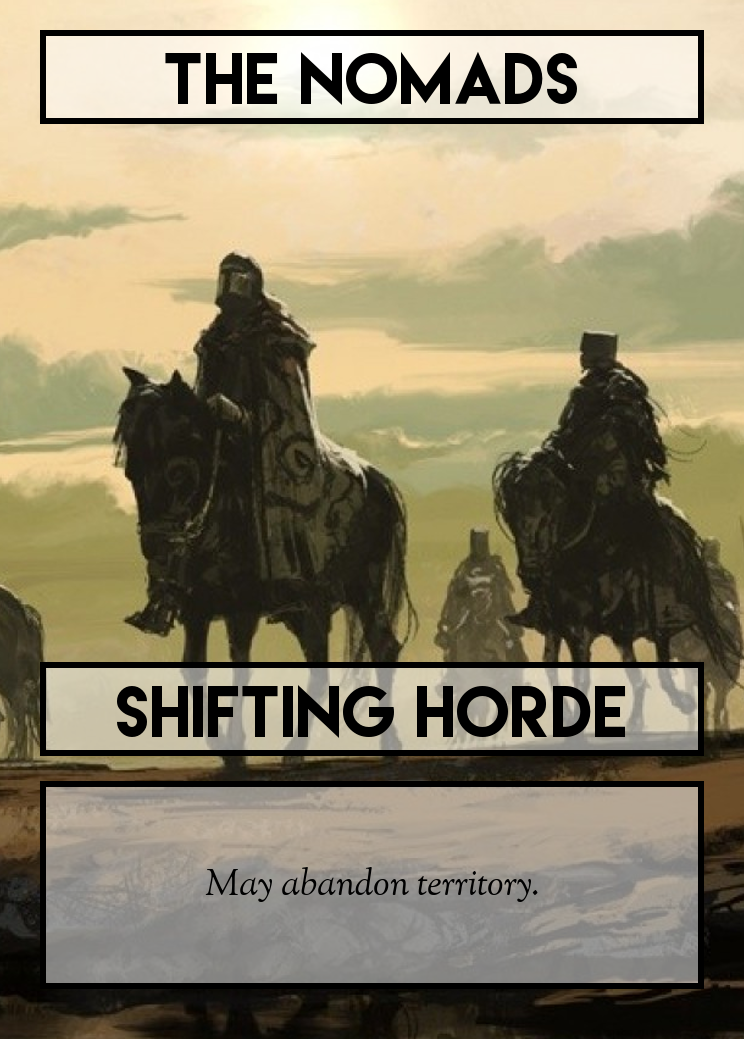 THE NOMADS
SHIFTING HORDE
May abandon territory.